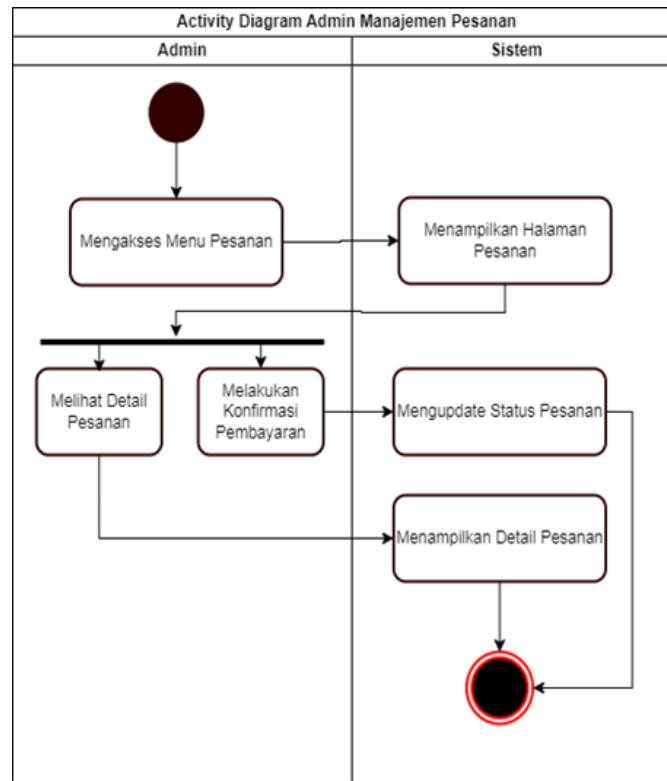 Activity Diagram Admin Manajemen Pesanan
Admin
Sistem
Mengakses Menu Pesanan
Menampilkan Halaman
Pesanan
Melihat Detail
Pesanan
Melakukan
Konfirmasi
Pembayaran
Mengupdate Status Pesanan
Menampilkan Detail Pesanan